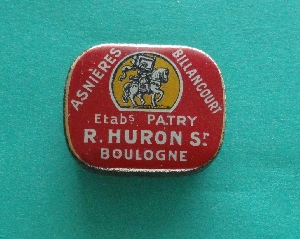 ASNIÈRES BILLANCOURT
Etabs. PATRY
R. HURON Sr
BOULOGNE